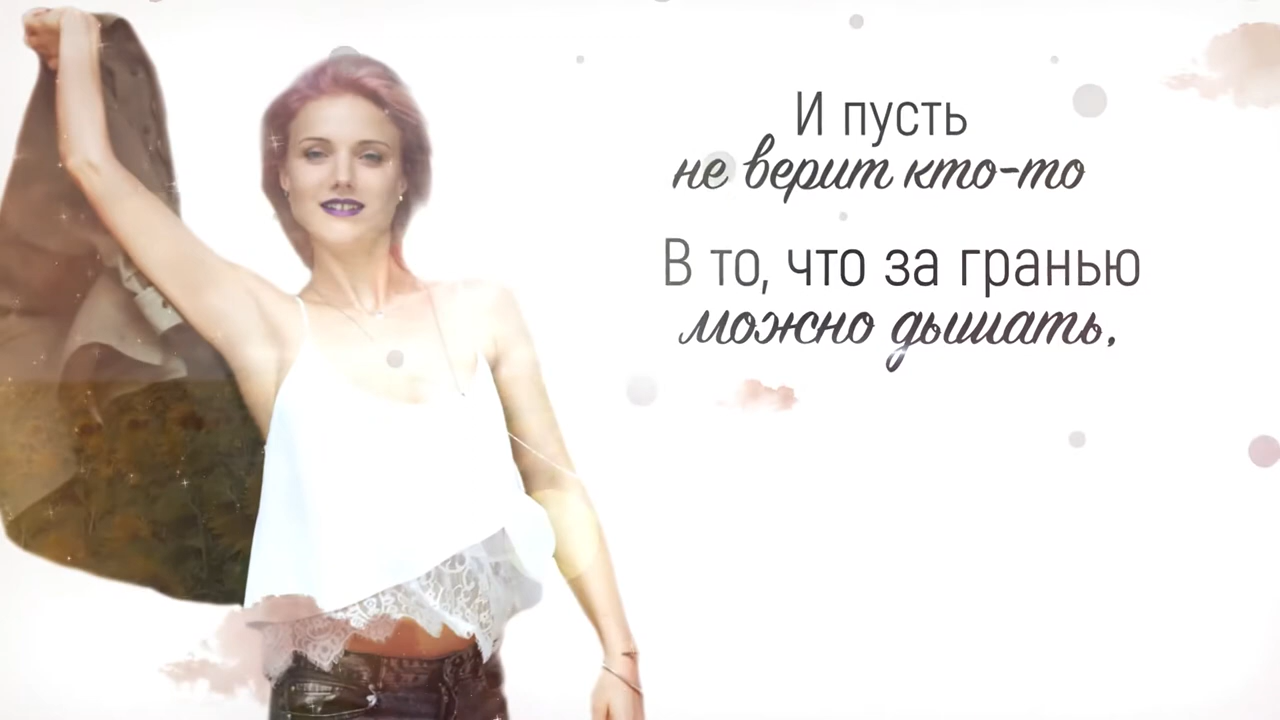 И пусть
не верит кто-то
В то, что за гранью
можно дышать.